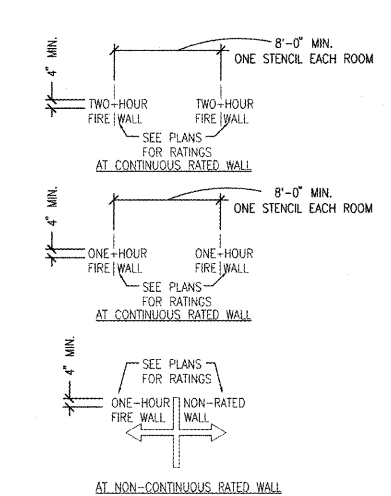 8'-0" MIN.
ONE STENCIL EACH ROOM
4" MIN.
TWO-HOUR TWO-HOUR
FIRE WALL FIRE WALL
SEE PLANS
FOR RATINGS
AT CONTINUOUS RATED WALL
8'-0" MIN.
ONE STENCIL EACH ROOM
4" MIN.
ONE-HOUR ONE-HOUR
FIRE WALL FIRE WALL
SEE PLANS
FOR RATINGS
AT CONTINUOUS RATED WALL
4" MIN.
SEE PLANS
FOR RATINGS
ONE-HOUR NON-RATED
FIRE WALL WALL
AT NON-CONTINUOUS RATED WALL